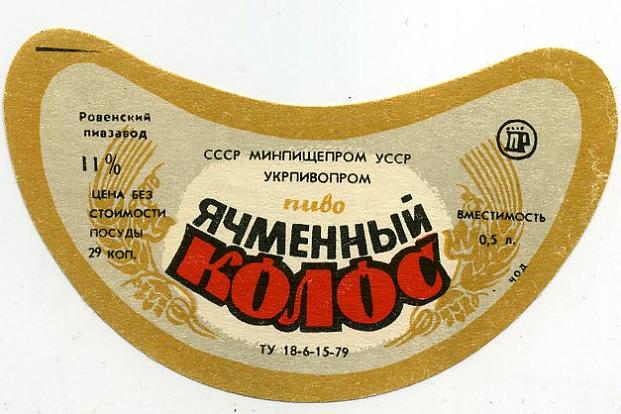 Ровенский
пивзавод
11%
ЦЕНА БЕЗ
СТОИМОСТИ
ПОСУДЫ
29 КОП.
СССР МИНПИЩЕПРОМ УССР
УКРПИВОПРОМ
пиво
ЯЧМЕННЫЙ
КОЛОС
ТУ 18-6-15-79
ПР
ВМЕСТИМОСТЬ
0,5 л.
ЧОД